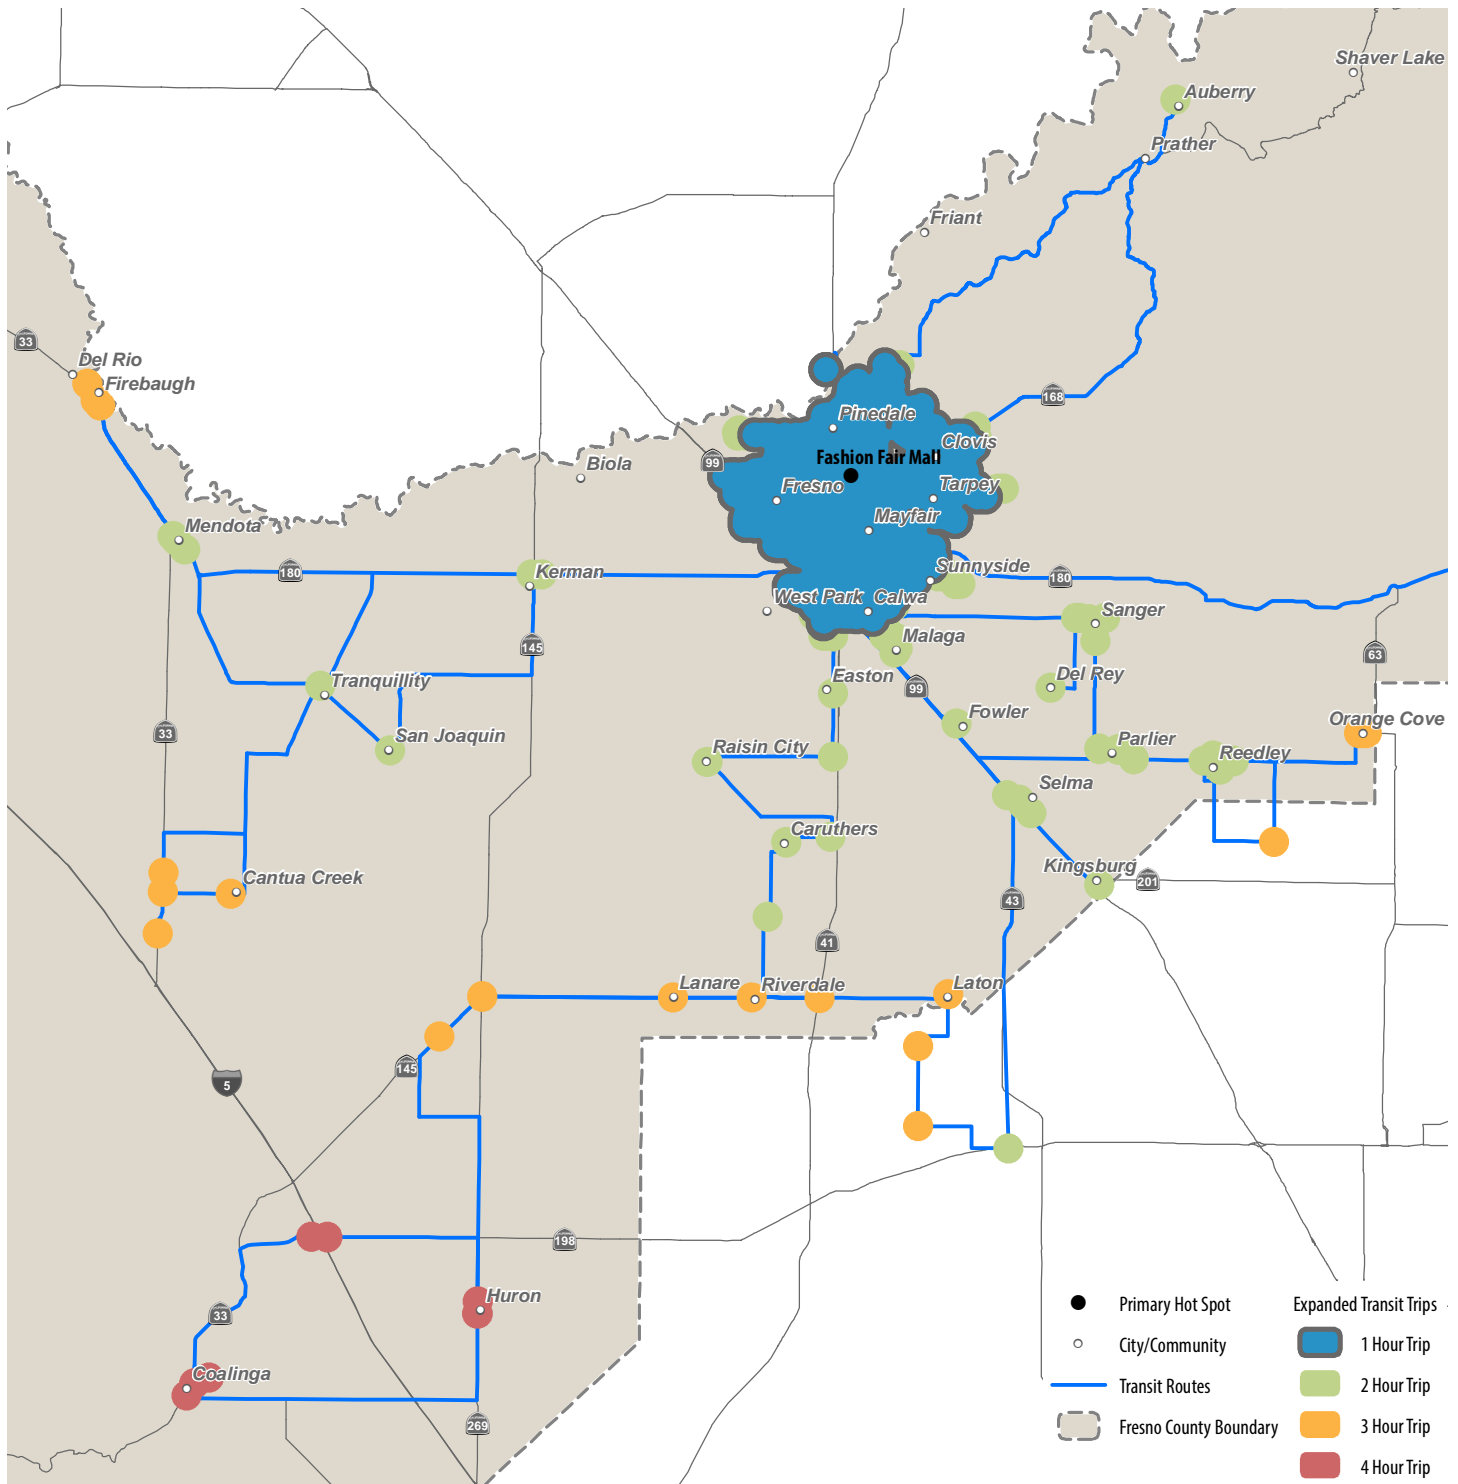 Shaver Lake
Auberry
Prather
Friant
33
Del Rio
Firebaugh
168
Pinedale
Clovis
Fashion Fair Mall
99
Biola
Fresno
Tarpey
Mayfair
Mendota
180
Kerman
Sunnyside
180
West Park
Calwa
Sanger
Malaga
145
63
Tranquillity
Easton
99
Del Rey
Orange Cove
33
San Joaquin
Fowler
Raisin City
Parlier
Reedley
Selma
Caruthers
Cantua Creek
Kingsburg
201
43
41
Lanare
Riverdale
Laton
145
5
198
Huron
33
Coalinga
269
Primary Hot Spot
City/Community
Transit Routes
Fresno County Boundary
Expanded Transit Trips
1 Hour Trip
2 Hour Trip
3 Hour Trip
4 Hour Trip